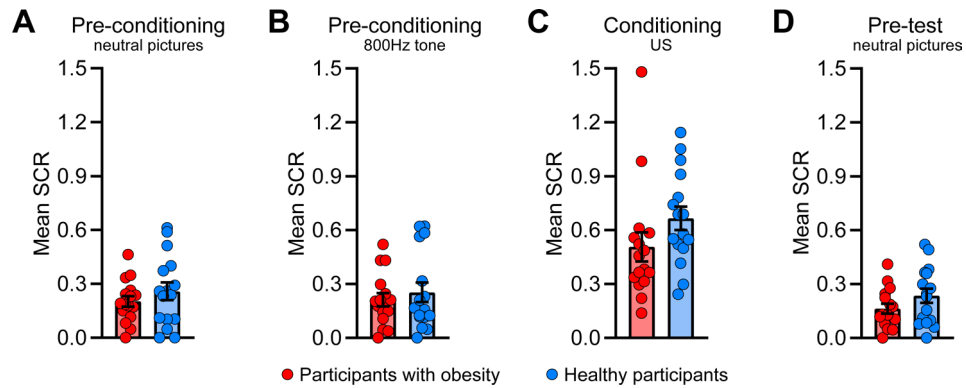 A
Pre-conditioning
neutral pictures
Mean SCR
1.5
1.2
0.9
0.6
0.3
0.0
B
Pre-conditioning
800Hz tone
Mean SCR
1.5
1.2
0.9
0.6
0.3
0.0
C
Conditioning
US
Mean SCR
1.5
1.2
0.9
0.6
0.3
0.0
D
Pre-test
neutral pictures
Mean SCR
1.5
1.2
0.9
0.6
0.3
0.0
Participants with obesity
Healthy participants